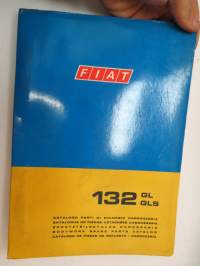 FIAT
132 GL
GLS
CATALOGO PARTI DI RICAMBIO CARROZZERIA
CATALOGUE DE PIÈCES DÉTACHÉES CARROSSERIE
ERSATZTEILKATALOG KAROSSERIE
BODYWORK SPARE PARTS CATALOG
CATALOGO DE PIEZAS DE RECAMBIO CARROCERIA